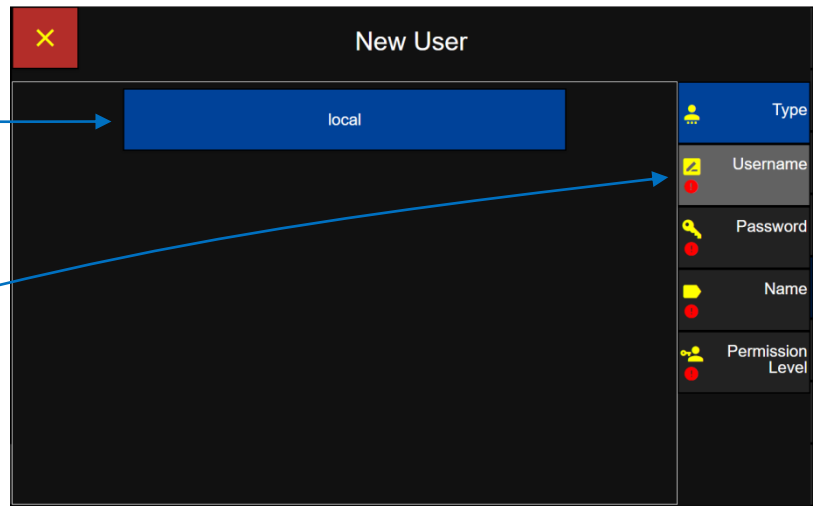 New User
local
Type
Username
Password
Name
Permission
Level